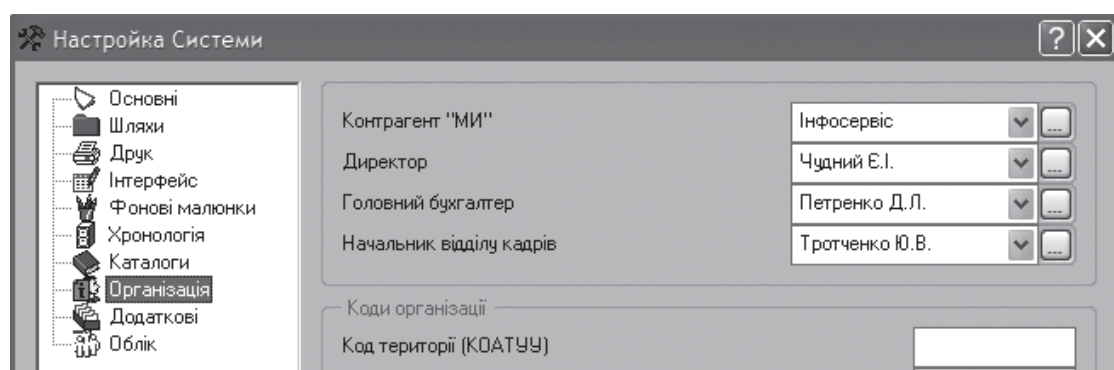 Настройка Системи
Основні
Шляхи
Друк
Інтерфейс
Фонові малюнки
Хронологія
Каталоги
Організація
Додаткові
Облік
Контрагент "МИ"
Інфосервіс
Директор
Чудний Є.І.
Головний бухгалтер
Петренко Д.Л.
Начальник відділу кадрів
Тротченко Ю.В.
Коди організації
Код території (КОАТУУ)